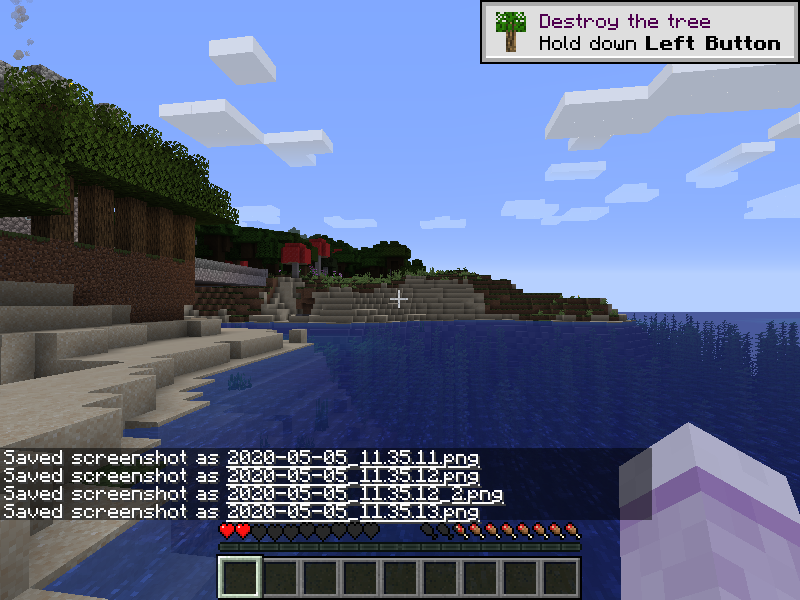 Destroy the tree
Hold down Left Button
Saved screenshot as 2020-05-05_11.35.11.png
Saved screenshot as 2020-05-05_11.35.12.png
Saved screenshot as 2020-05-05_11.35.12_2.png
Saved screenshot as 2020-05-05_11.35.13.png